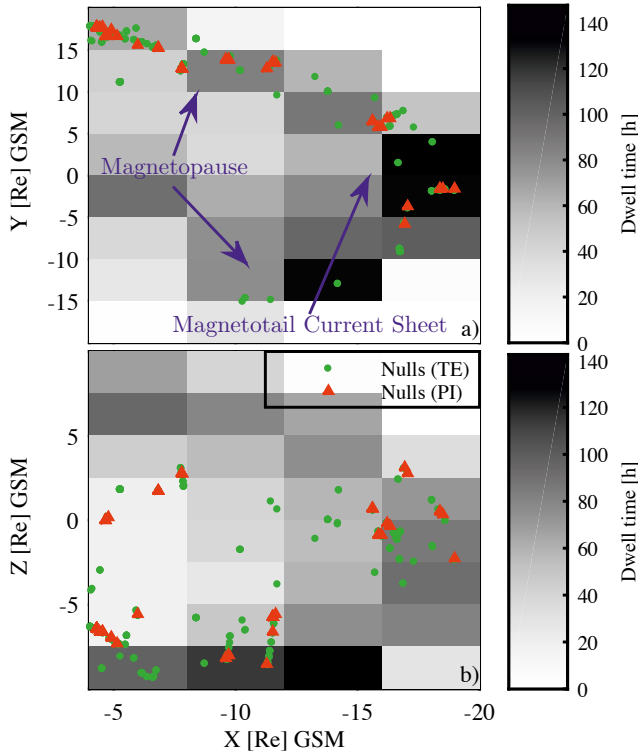 15
10
5
0
-5
-10
-15
Y [Re] GSM
Magnetopause
Magnetotail Current Sheet
a)
140
120
100
80
60
40
20
0
Dwell time [h]
Nulls (TE)
Nulls (PI)
5
0
-5
Z [Re] GSM
b)
-5
-10
-15
-20
X [Re] GSM
140
120
100
80
60
40
20
0
Dwell time [h]